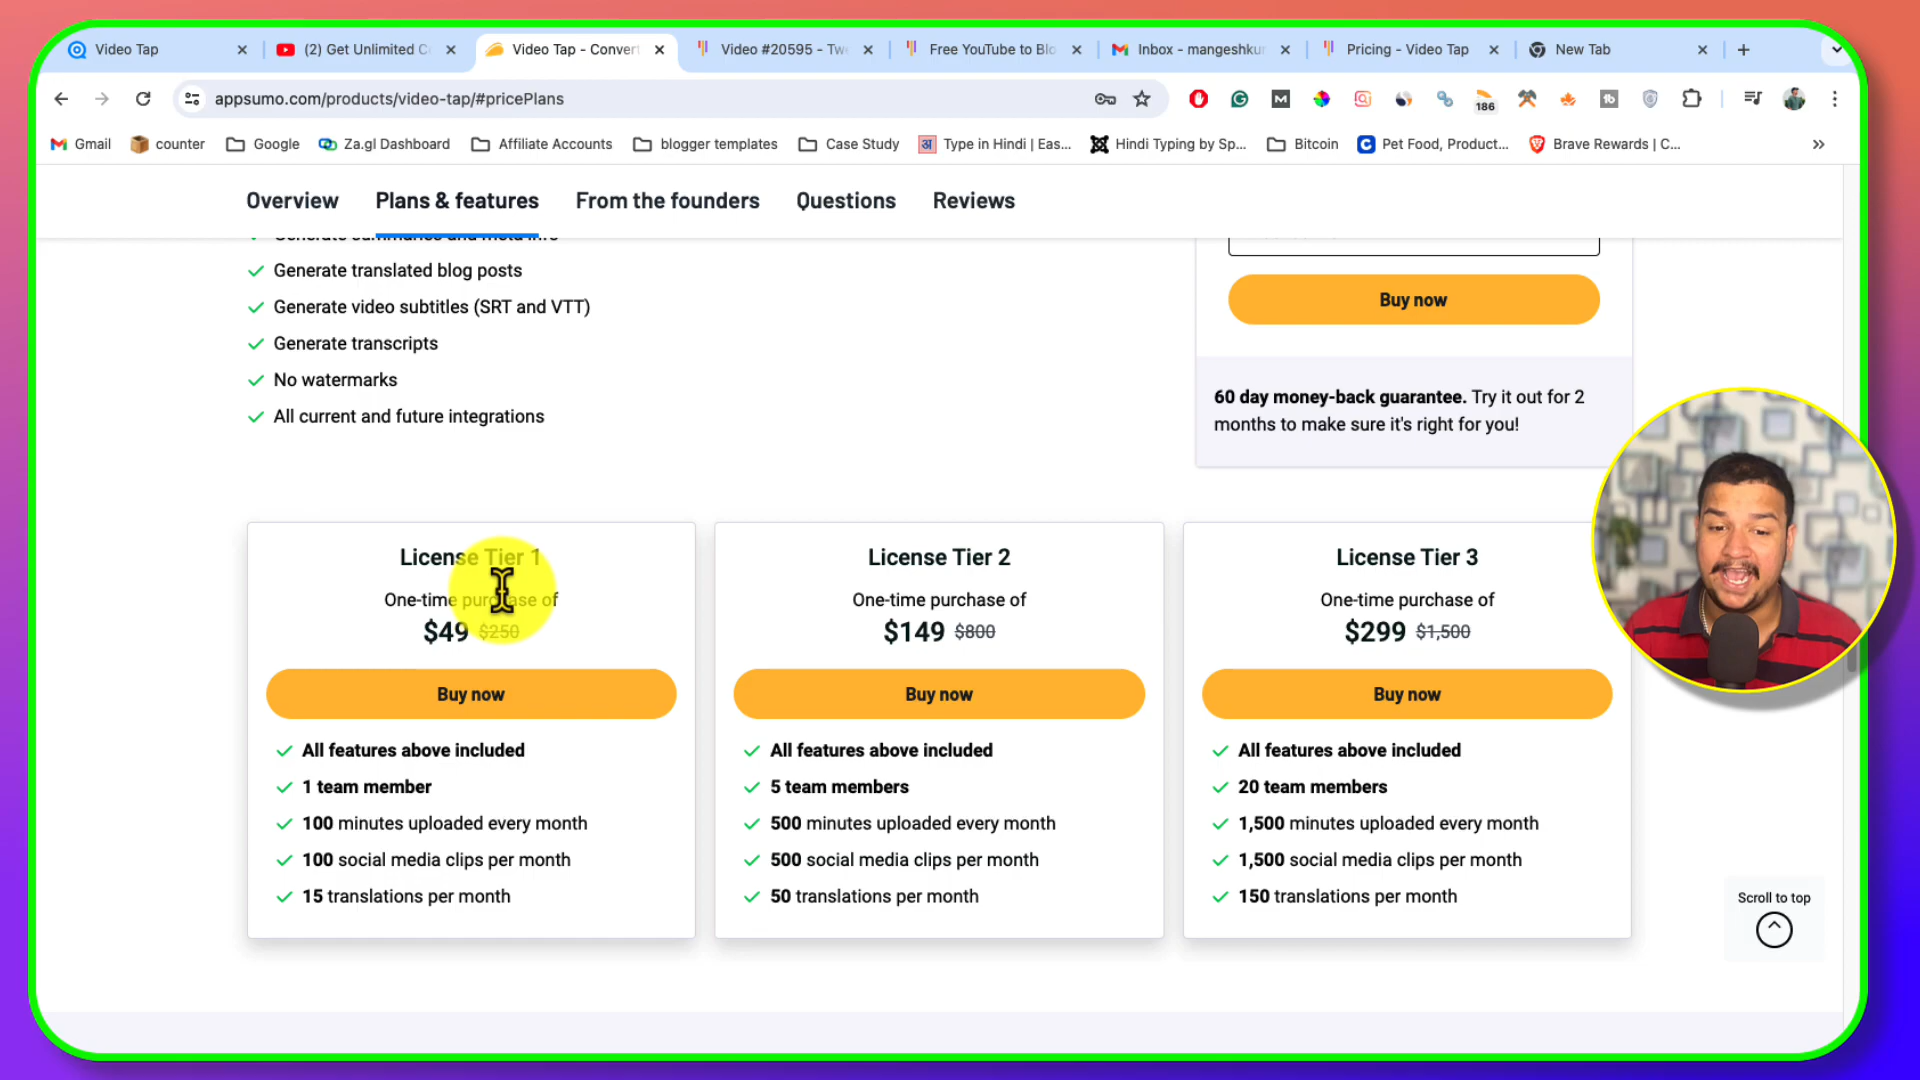 Video Tap
(2) Get Unlimited C
Video Tap - Convert
Video #20595 - Tw
Free YouTube to Blo
Inbox - mangeshku
Pricing - Video Tap
New Tab
appsumo.com/products/video-tap/#pricePlans
186
Gmail
counter
Google
Za.gl Dashboard
Affiliate Accounts
blogger templates
Case Study
Type in Hindi | Eas...
Hindi Typing by Sp...
Bitcoin
Pet Food, Product...
Brave Rewards | C...
Overview
Plans & features
From the founders
Questions
Reviews
Generate summaries and meta info
Generate translated blog posts
Generate video subtitles (SRT and VTT)
Generate transcripts
No watermarks
All current and future integrations
Buy now
60 day money-back guarantee. Try it out for 2
months to make sure it's right for you!
License Tier 1
One-time purchase of
$49 $250
Buy now
All features above included
1 team member
100 minutes uploaded every month
100 social media clips per month
15 translations per month
License Tier 2
One-time purchase of
$149 $800
Buy now
All features above included
5 team members
500 minutes uploaded every month
500 social media clips per month
50 translations per month
License Tier 3
One-time purchase of
$299 $1,500
Buy now
All features above included
20 team members
1,500 minutes uploaded every month
1,500 social media clips per month
150 translations per month
Scroll to top